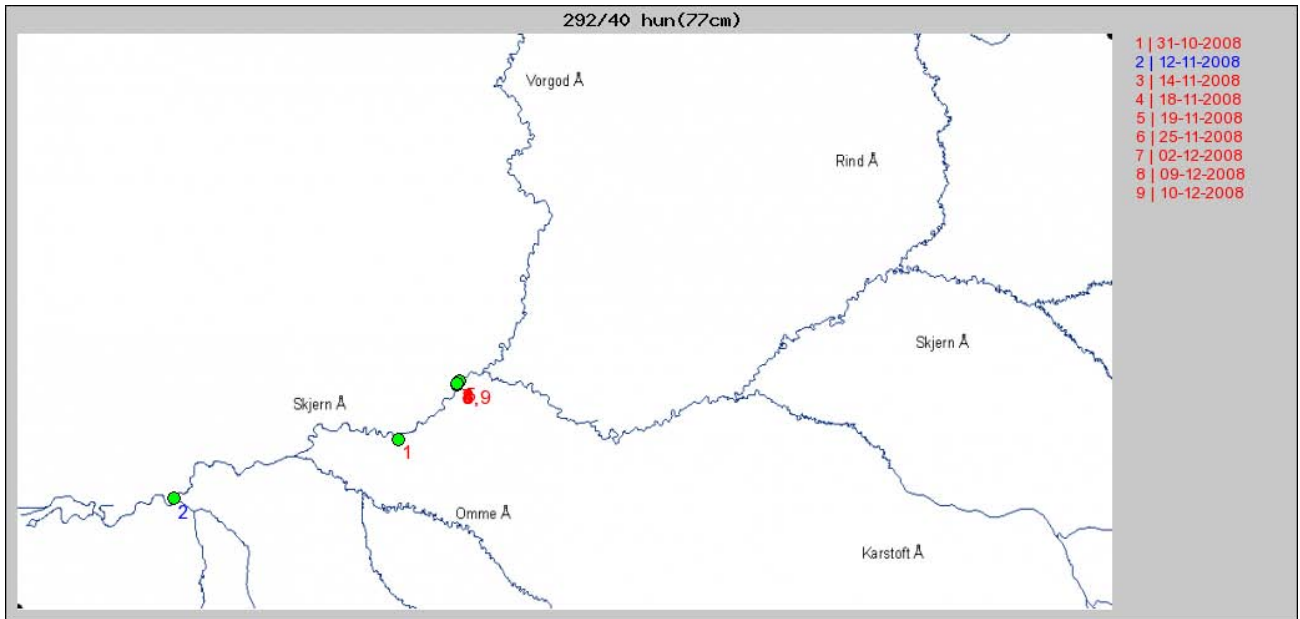 292/40 hun(77cm)
1 | 31-10-2008
2 | 12-11-2008
3 | 14-11-2008
4 | 18-11-2008
5 | 19-11-2008
6 | 25-11-2008
7 | 02-12-2008
8 | 09-12-2008
9 | 10-12-2008
Vorgod Å
Rind Å
Skjern Å
Skjern Å
,9
1
2
Omme Å
Karstoft Å